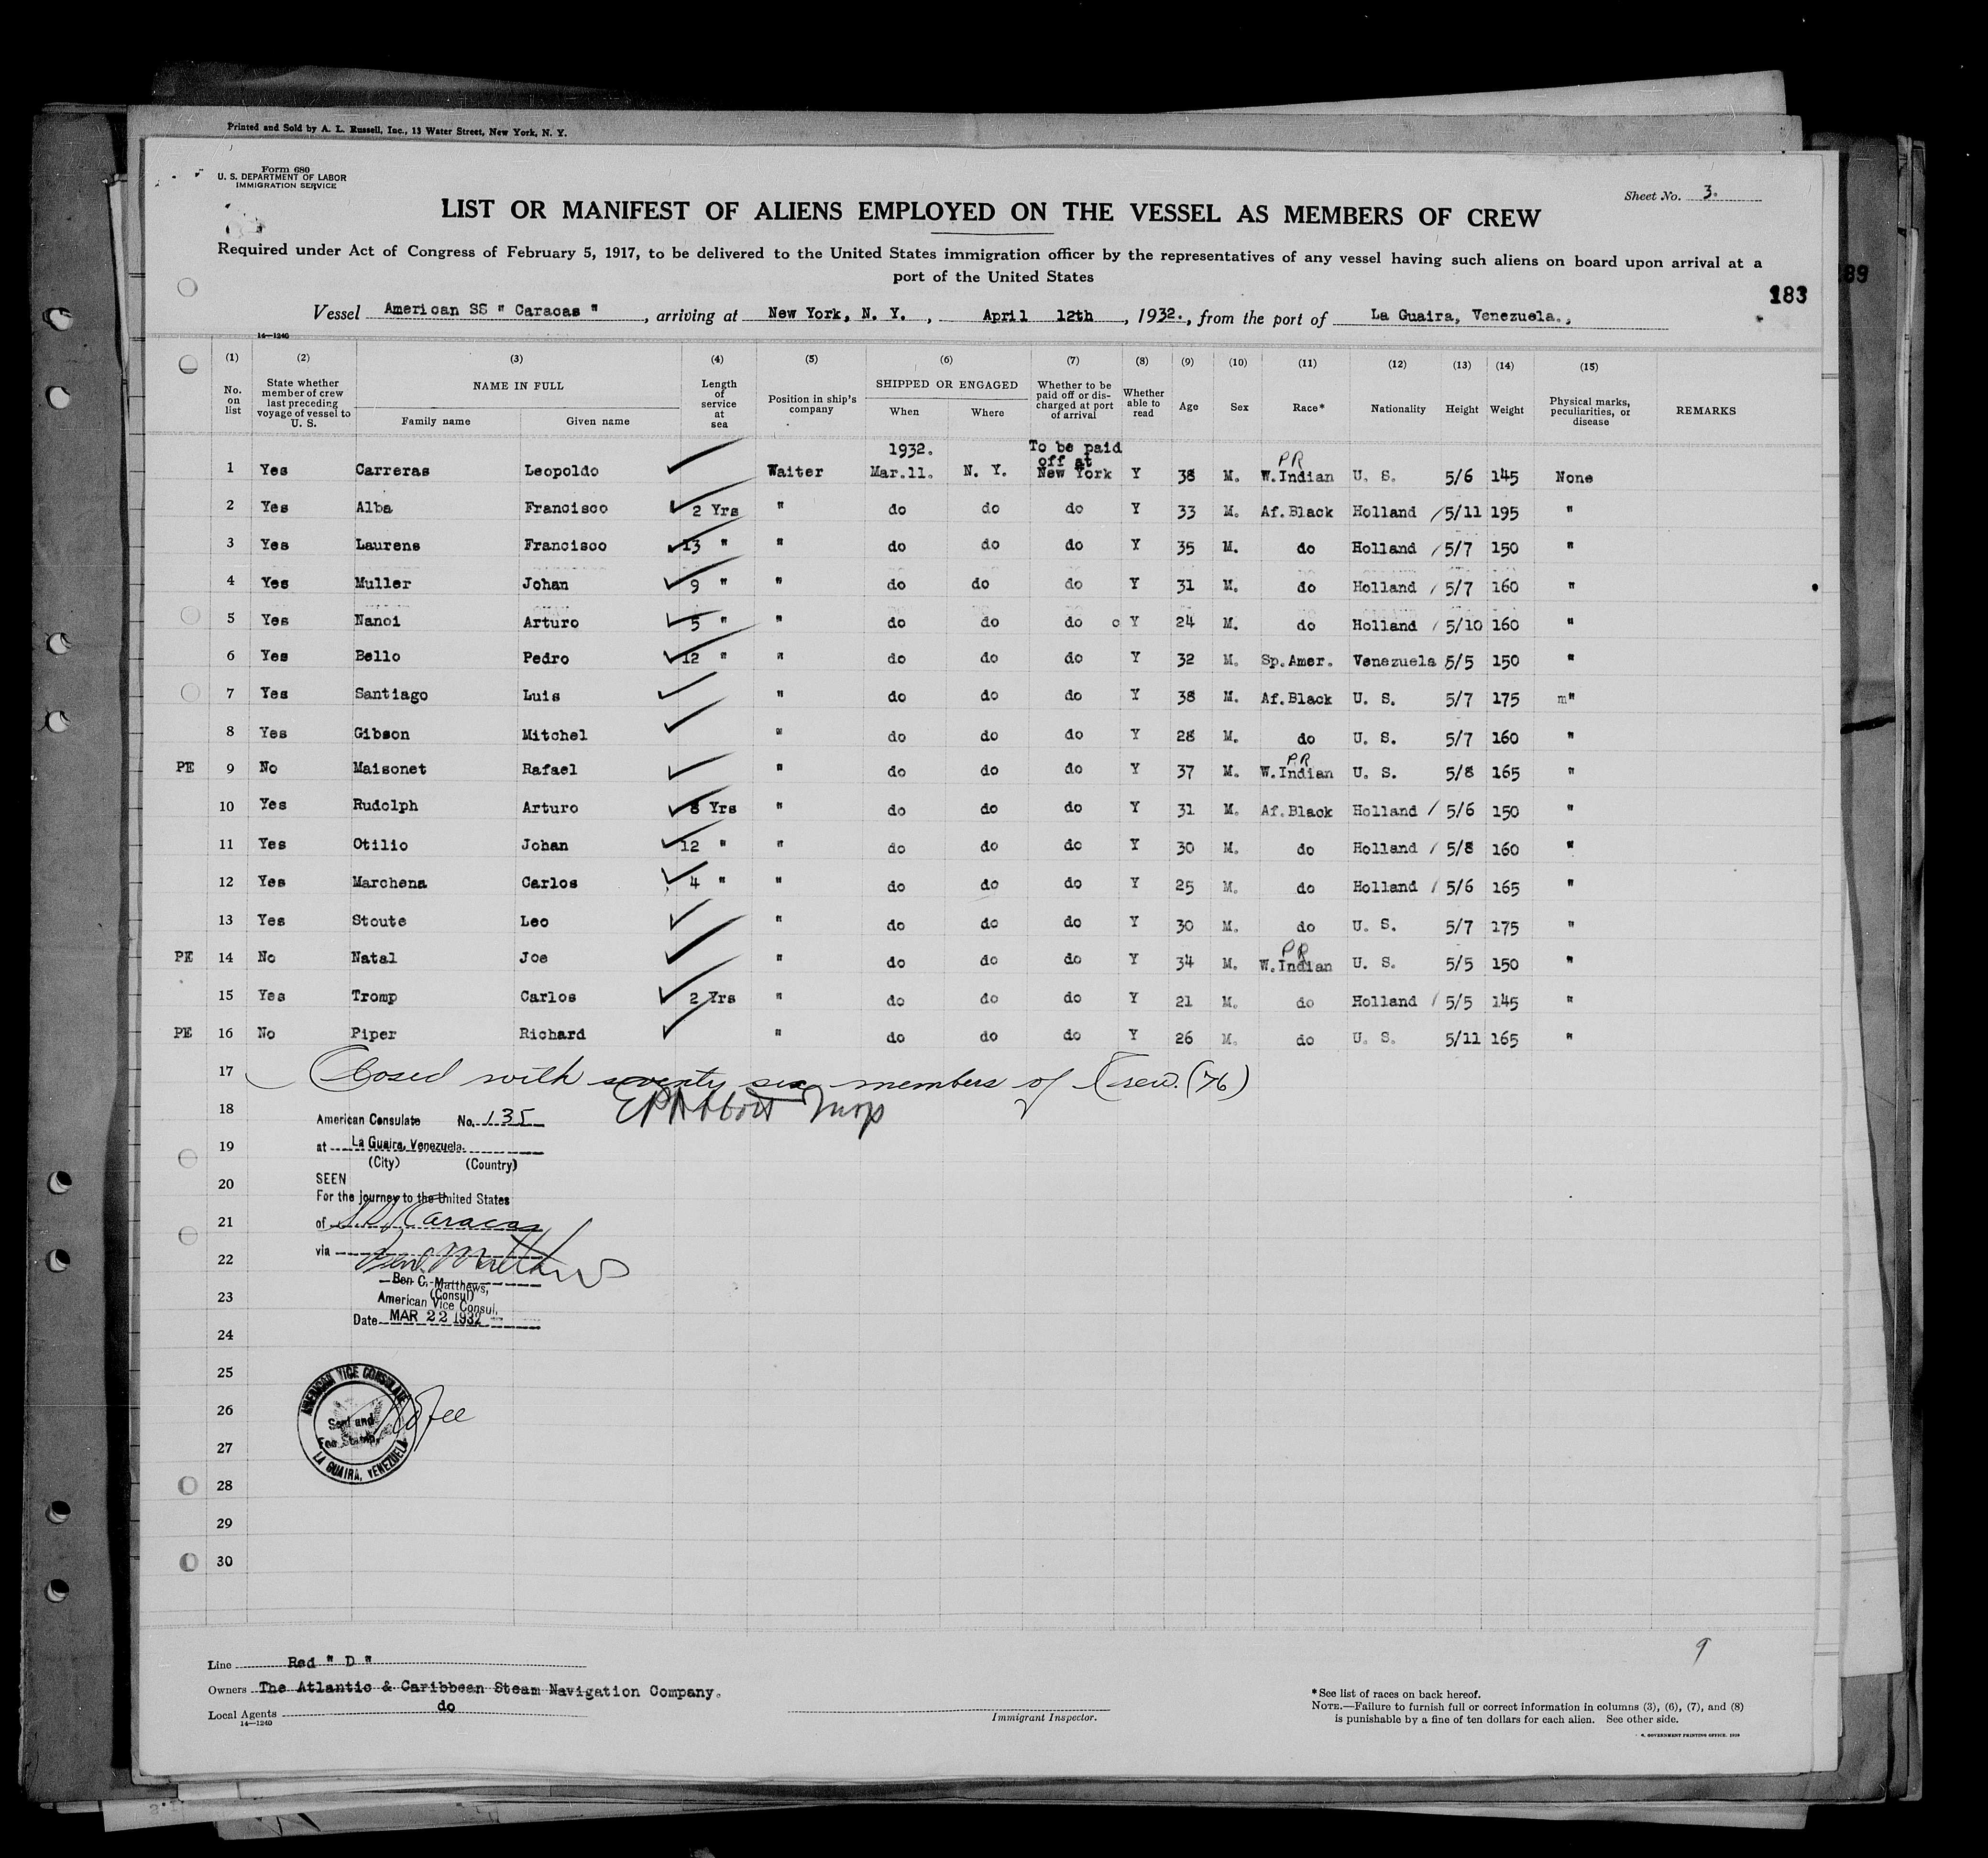 Printed and Sold by A. L. Russell, Inc., 13 Water Street, New York, N. Y.
Form 680
U. S. DEPARTMENT OF LABOR
IMMIGRATION SERVICE
Sheet No. 3.
LIST OR MANIFEST OF ALIENS EMPLOYED ON THE VESSEL AS MEMBERS OF CREW
Required under Act of Congress of February 5, 1917, to be delivered to the United States immigration officer by the representatives of any vessel having such aliens on board upon arrival at a
port of the United States
89
183
Vessel American SS " Caracas ", arriving at New York, N. Y., April 12th, 1932., from the port of La Guaira, Venezuela.,
14—1240
(1) (2) (3) (4) (5) (6) (7) (8) (9) (10) (11) (12) (13) (14) (15)
No. on list State whether member of crew last preceding voyage of vessel to U. S. NAME IN FULL Family name Given name Length of service at sea Position in ship's company SHIPPED OR ENGAGED When Where Whether to be paid off or discharged at port of arrival Whether able to read Age Sex Race* Nationality Height Weight Physical marks, peculiarities, or disease REMARKS
1932. To be paid off at
PR
1 Yes Carreras Leopoldo Waiter Mar.11. N. Y. New York Y 38 M. W.Indian U. S. 5/6 145 None
2 Yes Alba Francisco 2 Yrs " do do do Y 33 M. Af.Black Holland / 5/11 195 "
3 Yes Laurens Francisco 13 " " do do do Y 35 M. do Holland / 5/7 150 "
4 Yes Muller Johan 9 " " do do do Y 31 M. do Holland / 5/7 160 "
5 Yes Nanoi Arturo 5 " " do do do o Y 24 M. do Holland / 5/10 160 "
6 Yes Bello Pedro 12 " " do do do Y 32 M. Sp.Amer. Venezuela 5/5 150 "
7 Yes Santiago Luis " do do do Y 38 M. Af.Black U. S. 5/7 175 m"
8 Yes Gibson Mitchel " do do do Y 28 M. do U. S. 5/7 160 "
PR
PE 9 No Maisonet Rafael " do do do Y 37 M. W.Indian U. S. 5/8 165 "
10 Yes Rudolph Arturo 8 Yrs " do do do Y 31 M. Af.Black Holland / 5/6 150 "
11 Yes Otilio Johan 12 " " do do do Y 30 M. do Holland / 5/8 160 "
12 Yes Marchena Carlos 4 " " do do do Y 25 M. do Holland / 5/6 165 "
13 Yes Stoute Leo " do do do Y 30 M. do U. S. 5/7 175 "
PR
PE 14 No Natal Joe " do do do Y 34 M. W.Indian U. S. 5/5 150 "
15 Yes Tromp Carlos 2 Yrs " do do do Y 21 M. do Holland / 5/5 145 "
PE 16 No Piper Richard " do do do Y 26 M. do U. S. 5/11 165 "
17 Closed with seventy six members of Crew. (76)
18
American Consulate No. 135
19
at La Guaira, Venezuela.
(City) (Country)
20
SEEN
For the journey to the United States
21
of S.S. Caracas
22
via
Ben C. Matthews,
(Consul)
23
American Vice Consul,
Date MAR 22 1932
24
25
AMERICAN VICE CONSULATE
26
Seal and
Fee Stamp.
No fee
27
LA GUAIRA, VENEZUELA
28
29
30
9
Line Red " D "
Owners The Atlantic & Caribbean Steam Navigation Company.
Local Agents do
14—1240
Immigrant Inspector.
*See list of races on back hereof.
NOTE.—Failure to furnish full or correct information in columns (3), (6), (7), and (8)
is punishable by a fine of ten dollars for each alien. See other side.
GOVERNMENT PRINTING OFFICE: 1929